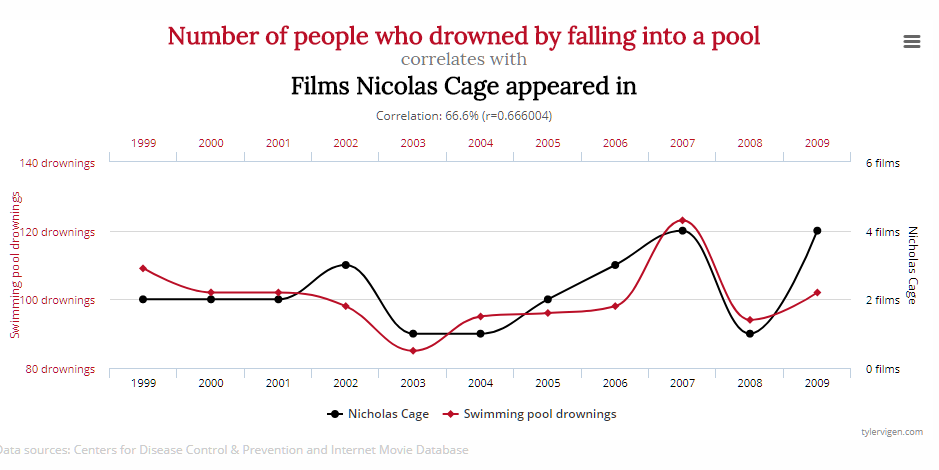 Number of people who drowned by falling into a pool
correlates with
Films Nicolas Cage appeared in
Correlation: 66.6% (r=0.666004)
1999 2000 2001 2002 2003 2004 2005 2006 2007 2008 2009
140 drownings
120 drownings
100 drownings
80 drownings
Swimming pool drownings
6 films
4 films
2 films
0 films
Nicholas Cage
1999 2000 2001 2002 2003 2004 2005 2006 2007 2008 2009
Nicholas Cage
Swimming pool drownings
tylervigen.com
Data sources: Centers for Disease Control & Prevention and Internet Movie Database